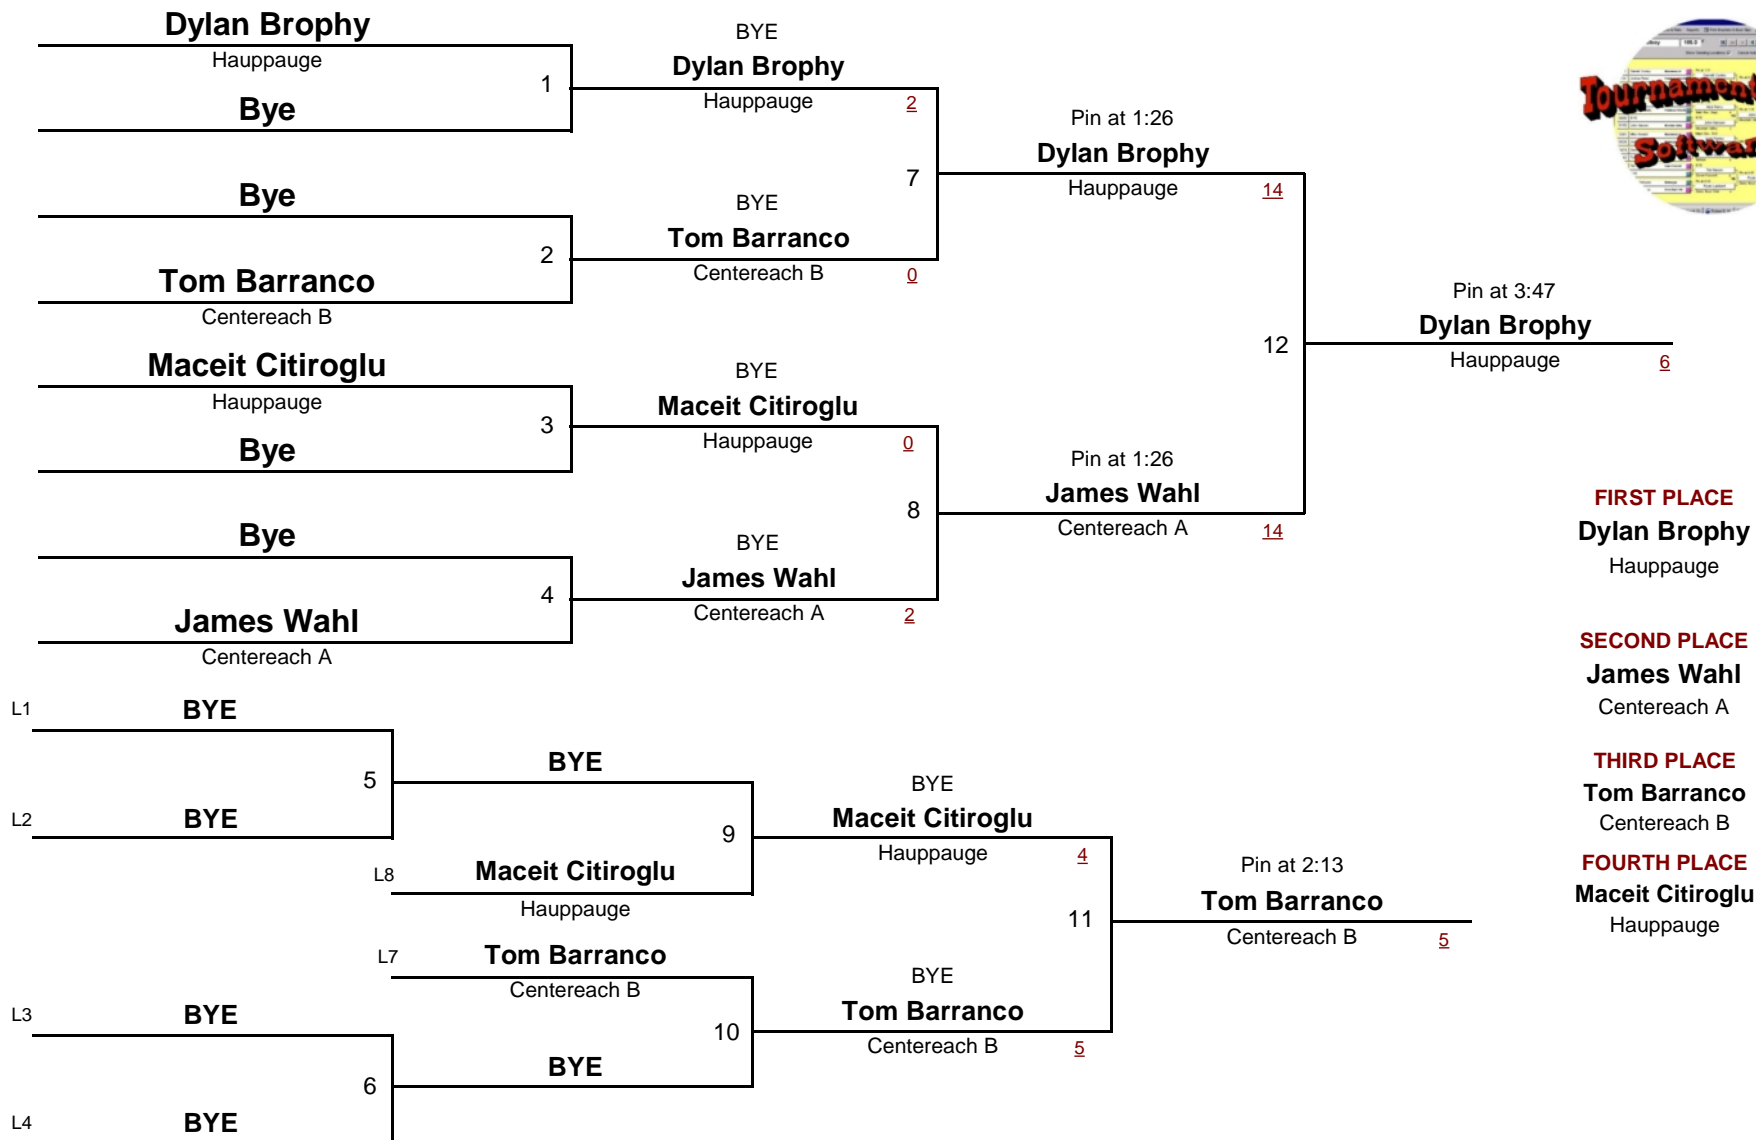 Dylan Brophy
Hauppauge
1
Bye
BYE
Dylan Brophy
Hauppauge
2
Bye
2
Tom Barranco
Centereach B
7
BYE
Tom Barranco
Centereach B
0
Pin at 1:26
Dylan Brophy
Hauppauge
14
Maceit Citiroglu
Hauppauge
3
Bye
BYE
Maceit Citiroglu
Hauppauge
0
Bye
4
James Wahl
Centereach A
8
BYE
James Wahl
Centereach A
2
Pin at 1:26
James Wahl
Centereach A
14
12
Pin at 3:47
Dylan Brophy
Hauppauge
6
Tournament
Software
FIRST PLACE
Dylan Brophy
Hauppauge
SECOND PLACE
James Wahl
Centereach A
THIRD PLACE
Tom Barranco
Centereach B
FOURTH PLACE
Maceit Citiroglu
Hauppauge
L1
BYE
5
L2
BYE
BYE
9
L8
Maceit Citiroglu
Hauppauge
BYE
Maceit Citiroglu
Hauppauge
4
L7
Tom Barranco
Centereach B
10
L3
BYE
6
BYE
L4
BYE
11
BYE
Tom Barranco
Centereach B
5
Pin at 2:13
Tom Barranco
Centereach B
5